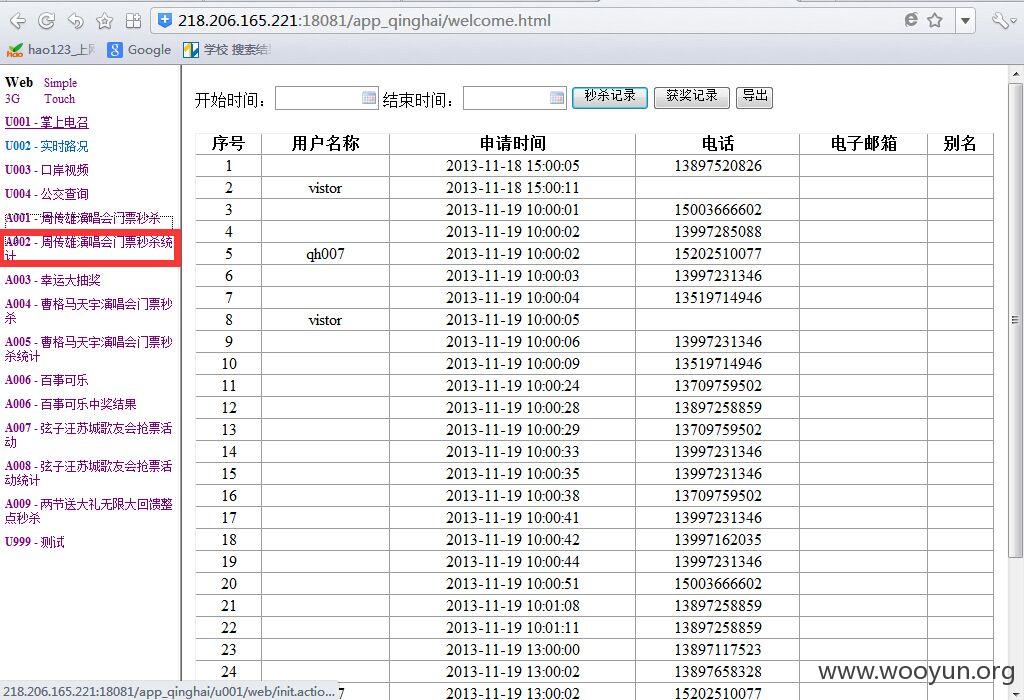 218.206.165.221:18081/app_qinghai/welcome.html
hao123_上网 Google 学校 搜索结
Web Simple
3G Touch
U001 - 掌上电召
U002 - 实时路况
U003 - 口岸视频
U004 - 公交查询
A001 - 周传雄演唱会门票秒杀
A002 - 周传雄演唱会门票秒杀统
计
A003 - 幸运大抽奖
A004 - 曹格马天宇演唱会门票秒
杀
A005 - 曹格马天宇演唱会门票秒
杀统计
A006 - 百事可乐
A006 - 百事可乐中奖结果
A007 - 弦子汪苏城歌友会抢票活
动
A008 - 弦子汪苏城歌友会抢票活
动统计
A009 - 两节送大礼无限大回馈整
点秒杀
U999 - 测试
开始时间： 结束时间： 秒杀记录 获奖记录 导出
序号 用户名称 申请时间 电话 电子邮箱 别名
1 2013-11-18 15:00:05 13897520826
2 vistor 2013-11-18 15:00:11
3 2013-11-19 10:00:01 15003666602
4 2013-11-19 10:00:02 13997285088
5 qh007 2013-11-19 10:00:02 15202510077
6 2013-11-19 10:00:03 13997231346
7 2013-11-19 10:00:04 13519714946
8 vistor 2013-11-19 10:00:05
9 2013-11-19 10:00:06 13997231346
10 2013-11-19 10:00:09 13519714946
11 2013-11-19 10:00:24 13709759502
12 2013-11-19 10:00:28 13897258859
13 2013-11-19 10:00:29 13709759502
14 2013-11-19 10:00:33 13997231346
15 2013-11-19 10:00:35 13997231346
16 2013-11-19 10:00:38 13709759502
17 2013-11-19 10:00:41 13997231346
18 2013-11-19 10:00:42 13997162035
19 2013-11-19 10:00:44 13997231346
20 2013-11-19 10:00:51 15003666602
21 2013-11-19 10:01:08 13897258859
22 2013-11-19 10:01:11 13897258859
23 2013-11-19 13:00:00 13897117523
24 2013-11-19 13:00:02 13897658328
7 2013-11-19 13:00:02 15202510077
218.206.165.221:18081/app_qinghai/u001/web/init.actio...
www.wooyun.org